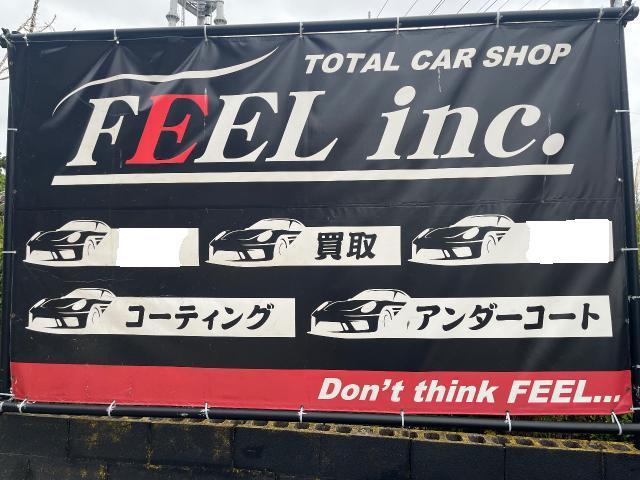 TOTAL CAR SHOP
FEEL inc.
買取
コーティング
アンダーコート
Don't think FEEL...